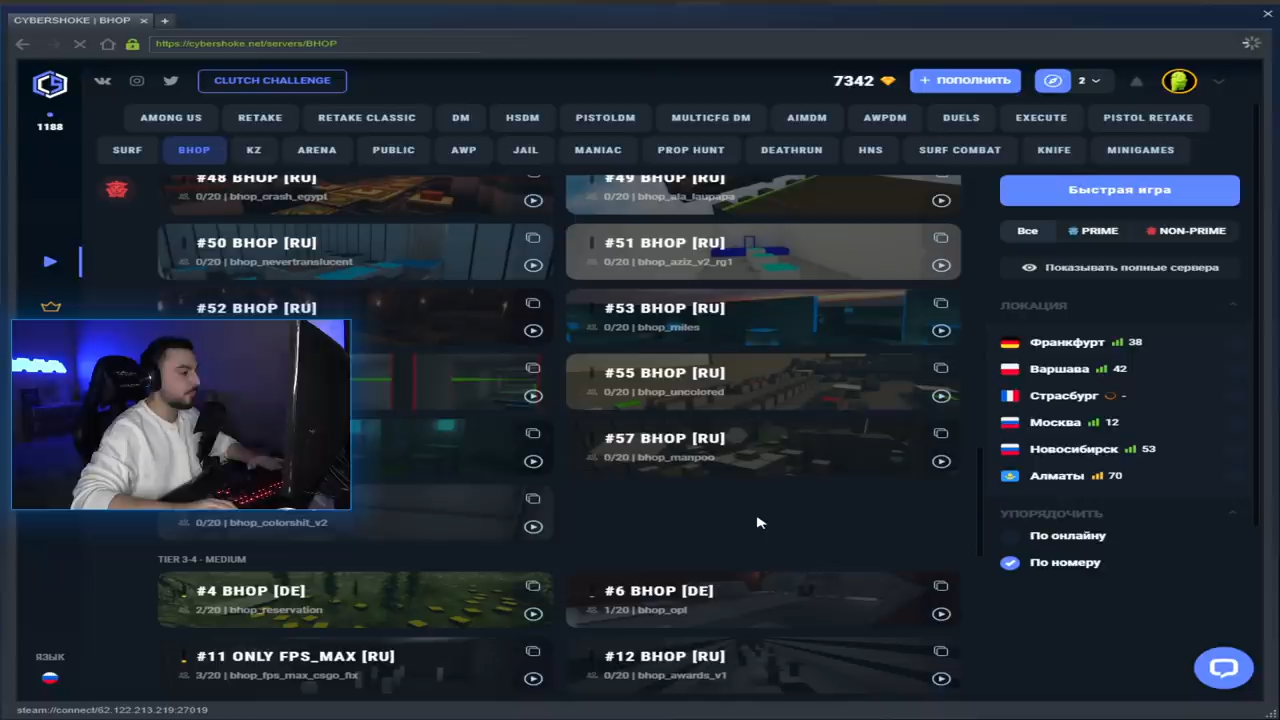 CYBERSHOKE | BHOP
https://cybershoke.net/servers/BHOP
1188
CLUTCH CHALLENGE
7342
+ ПОПОЛНИТЬ
2
AMONG US
RETAKE
RETAKE CLASSIC
DM
HSDM
PISTOLDM
MULTICFG DM
AIMDM
AWPDM
DUELS
EXECUTE
PISTOL RETAKE
SURF
BHOP
KZ
ARENA
PUBLIC
AWP
JAIL
MANIAC
PROP HUNT
DEATHRUN
HNS
SURF COMBAT
KNIFE
MINIGAMES
#48 BHOP [RU]
0/20 | bhop_crash_egypt
#49 BHOP [RU]
0/20 | bhop_ala_laupapa
#50 BHOP [RU]
0/20 | bhop_nevertranslucent
#51 BHOP [RU]
0/20 | bhop_aziz_v2_rg1
#52 BHOP [RU]
#53 BHOP [RU]
0/20 | bhop_miles
#55 BHOP [RU]
0/20 | bhop_uncolored
#57 BHOP [RU]
0/20 | bhop_manpoo
0/20 | bhop_colorshit_v2
TIER 3-4 - MEDIUM
#4 BHOP [DE]
2/20 | bhop_reservation
#6 BHOP [DE]
1/20 | bhop_opl
#11 ONLY FPS_MAX [RU]
3/20 | bhop_fps_max_csgo_fix
#12 BHOP [RU]
0/20 | bhop_awards_v1
Быстрая игра
Все
PRIME
NON-PRIME
Показывать полные сервера
ЛОКАЦИЯ
Франкфурт 38
Варшава 42
Страсбург -
Москва 12
Новосибирск 53
Алматы 70
УПОРЯДОЧИТЬ
По онлайну
По номеру
ЯЗЫК
steam://connect/62.122.213.219:27019